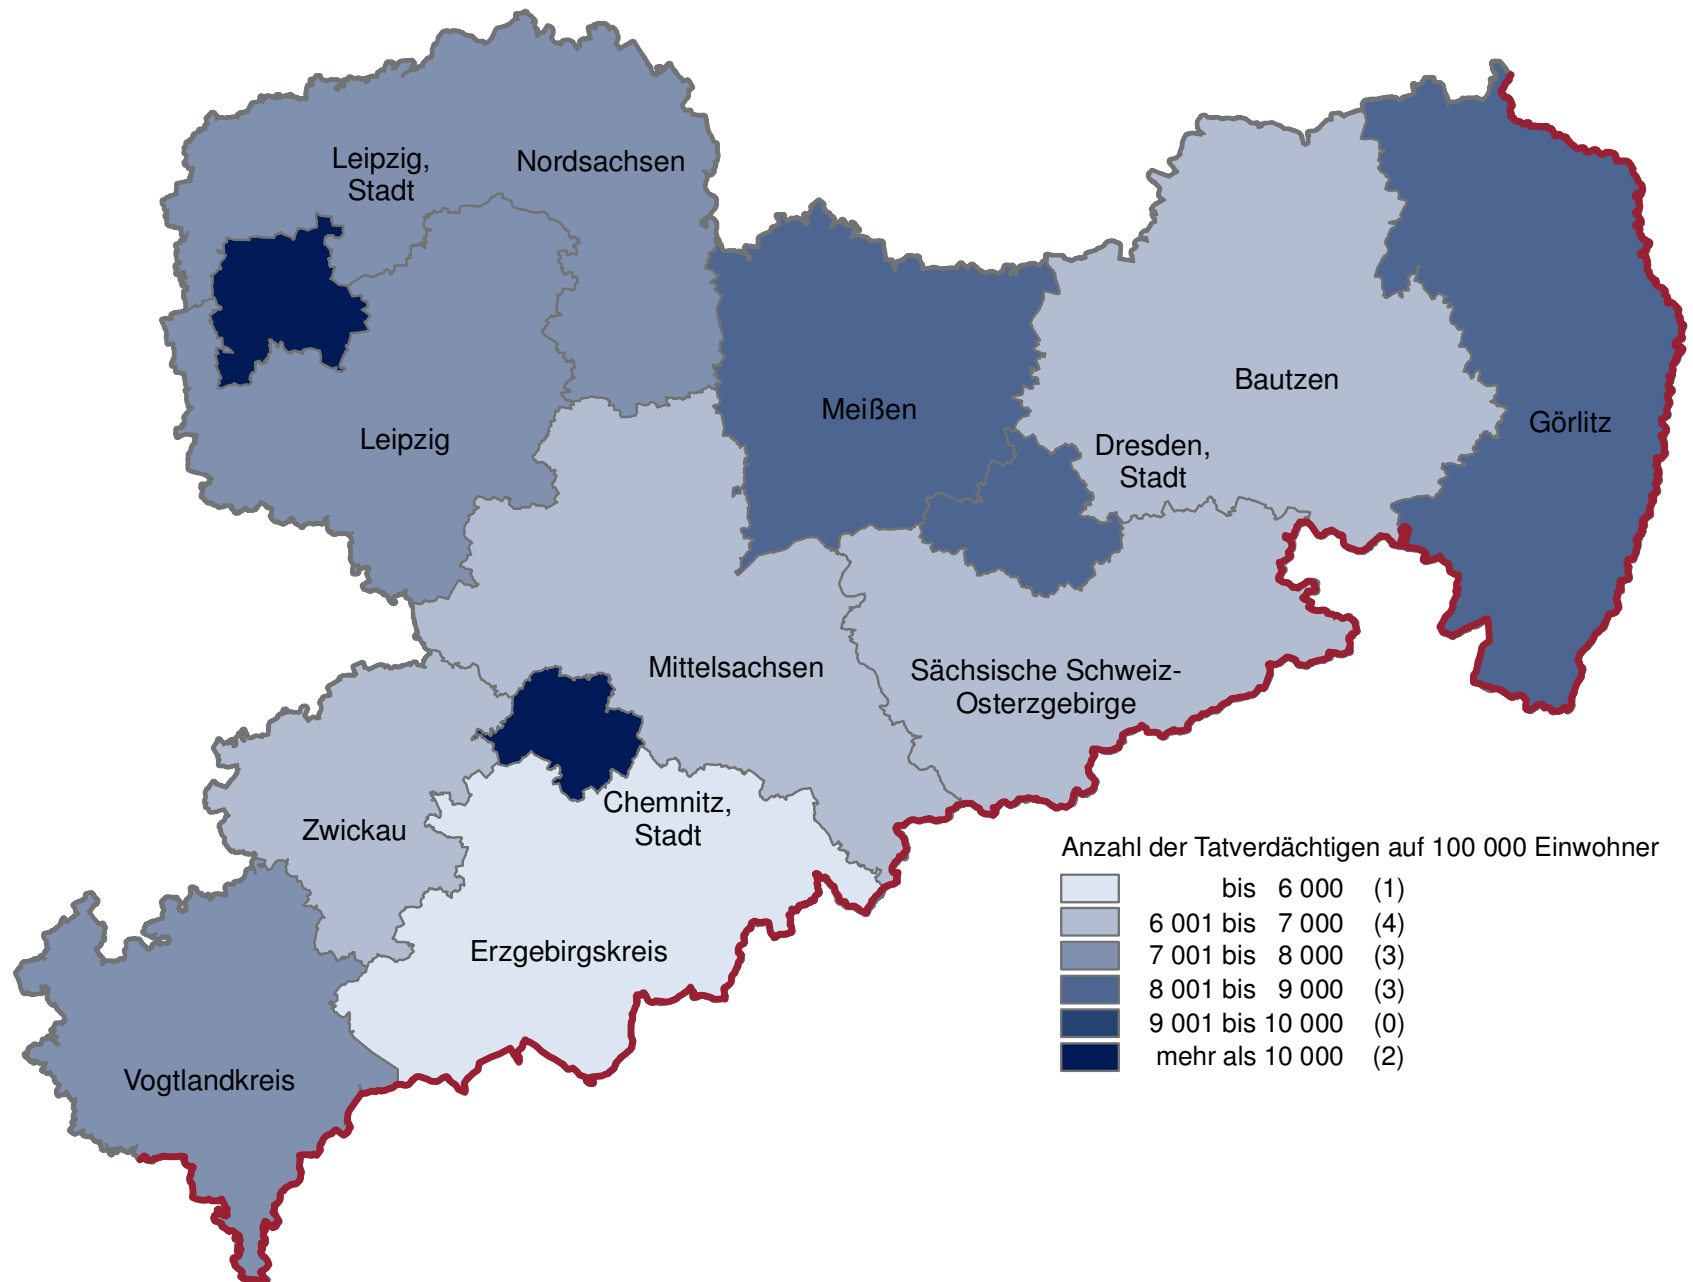 Leipzig,
Stadt
Nordsachsen
Leipzig
Meißen
Bautzen
Görlitz
Dresden,
Stadt
Mittelsachsen
Sächsische Schweiz-
Osterzgebirge
Chemnitz,
Stadt
Zwickau
Erzgebirgskreis
Vogtlandkreis
Anzahl der Tatverdächtigen auf 100 000 Einwohner
bis 6 000 (1)
6 001 bis 7 000 (4)
7 001 bis 8 000 (3)
8 001 bis 9 000 (3)
9 001 bis 10 000 (0)
mehr als 10 000 (2)